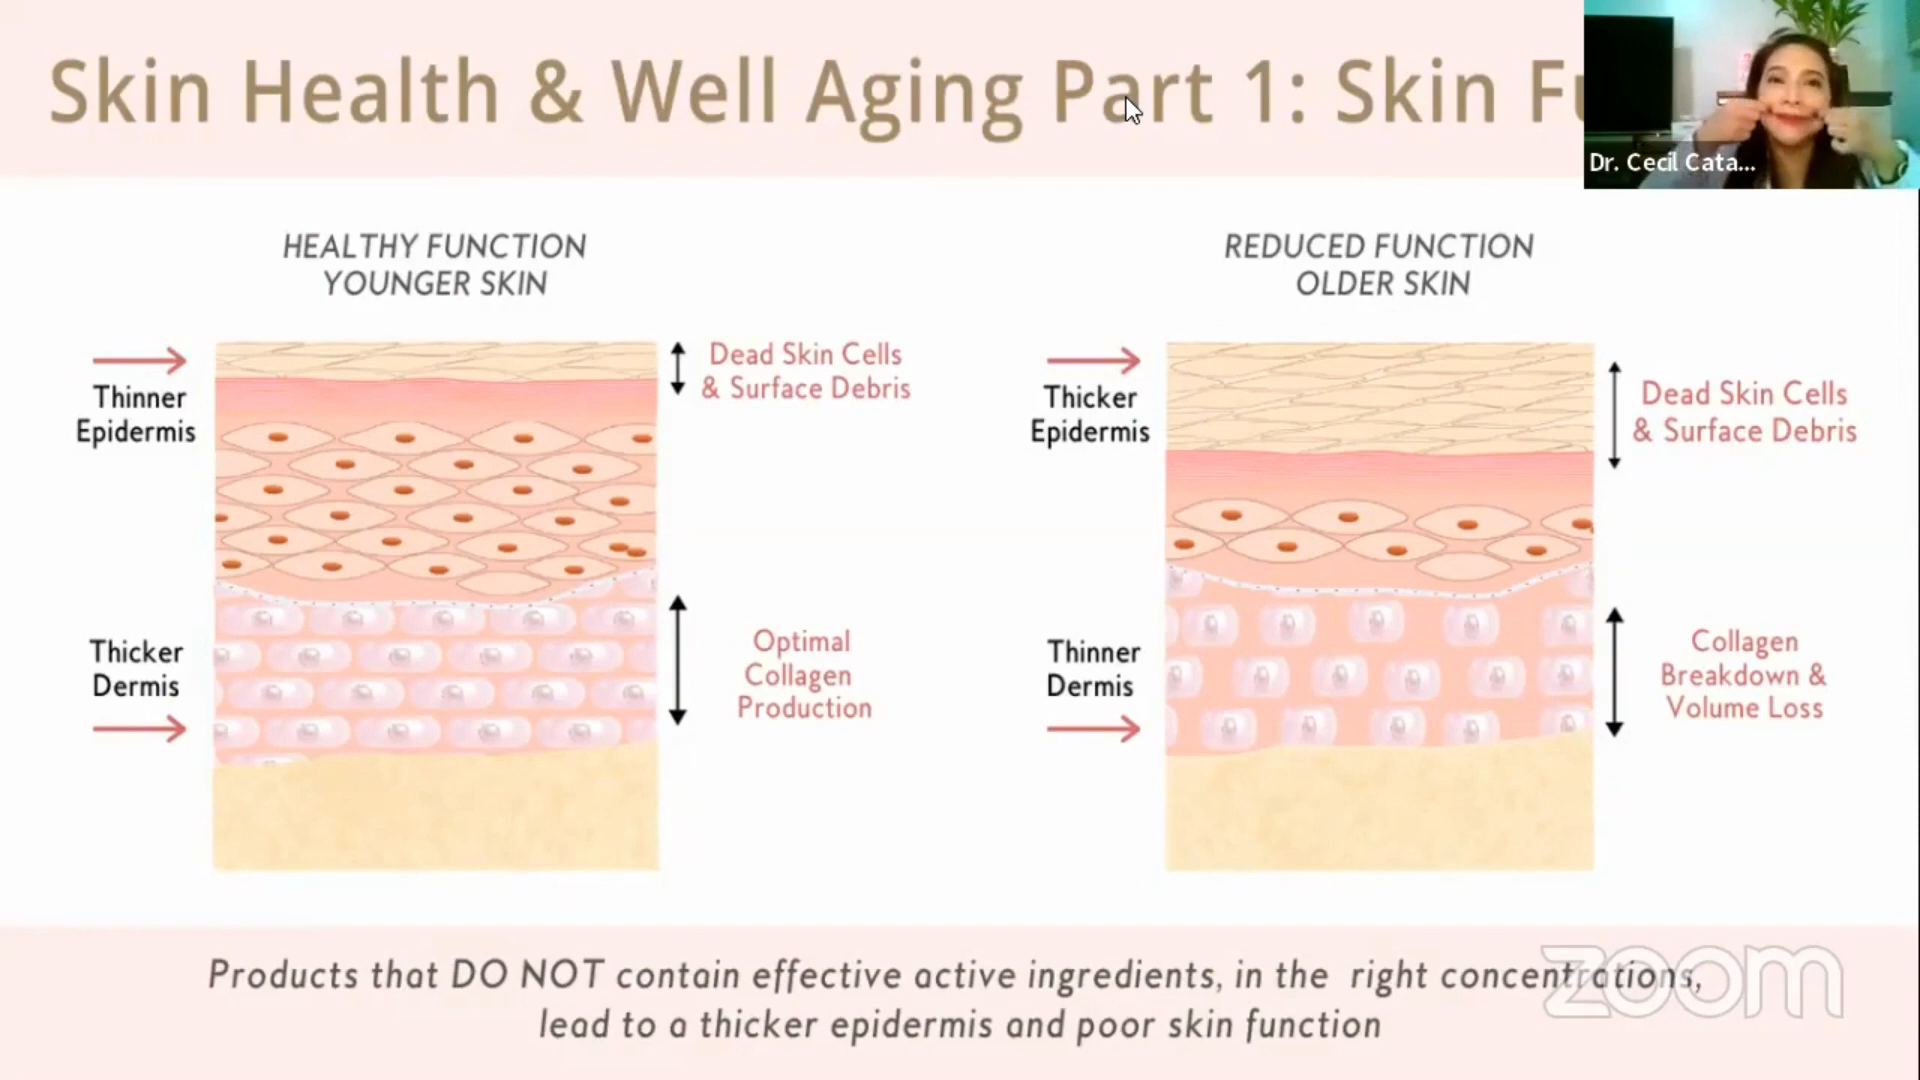 Skin Health & Well Aging Part 1: Skin
Dr. Cecil Cata...
HEALTHY FUNCTION
YOUNGER SKIN
REDUCED FUNCTION
OLDER SKIN
Thinner
Epidermis
Dead Skin Cells
& Surface Debris
Thicker
Epidermis
Dead Skin Cells
& Surface Debris
Thicker
Dermis
Optimal
Collagen
Production
Thinner
Dermis
Collagen
Breakdown &
Volume Loss
Products that DO NOT contain effective active ingredients, in the right concentrations,
lead to a thicker epidermis and poor skin function
zoom